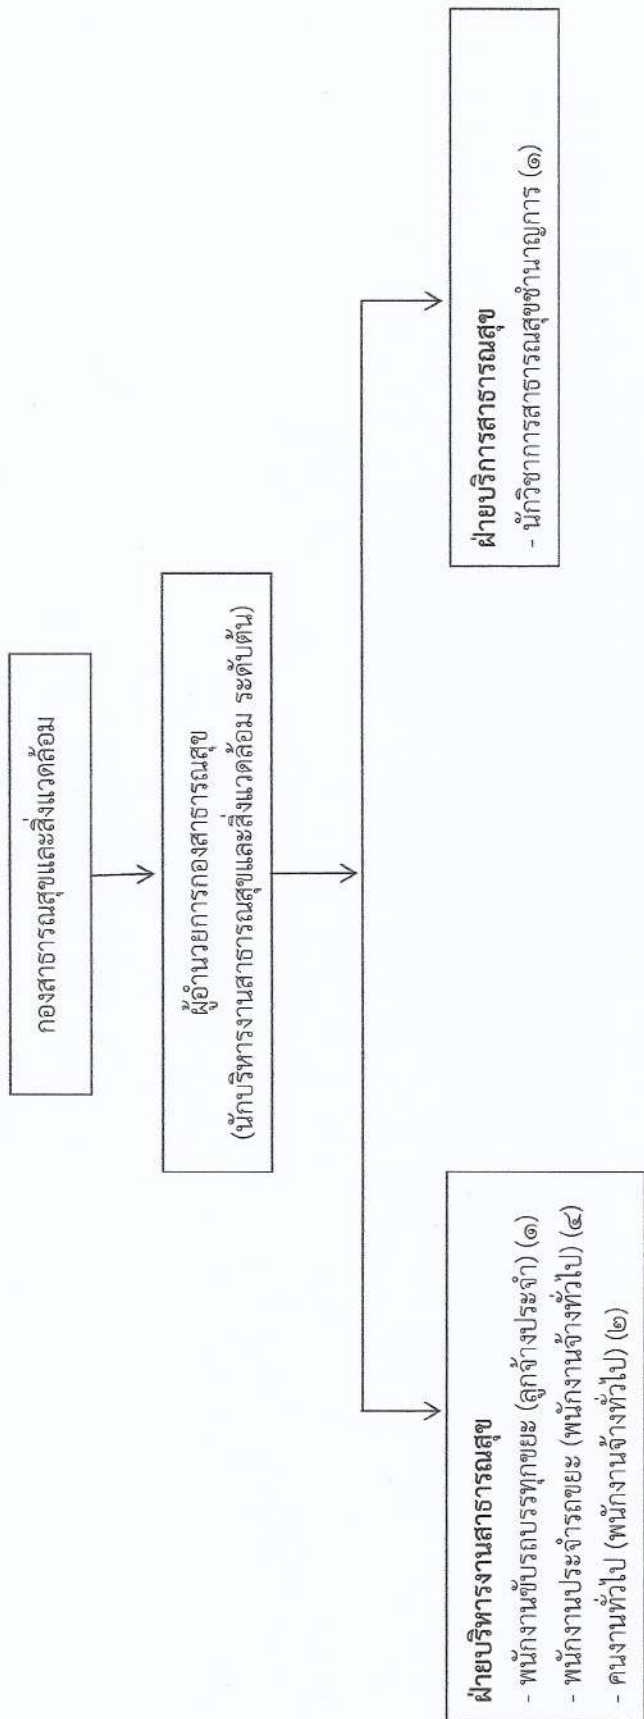 กองสาธารณสุขและสิ่งแวดล้อม
ผู้อำนวยการกองสาธารณสุข
(นักบริหารงานสาธารณสุขและสิ่งแวดล้อม ระดับต้น)
ฝ่ายบริหารงานสาธารณสุข
- พนักงานขับรถบรรทุกขยะ (ลูกจ้างประจำ) (๑)
- พนักงานประจำรถขยะ (พนักงานจ้างทั่วไป) (๔)
- คนงานทั่วไป (พนักงานจ้างทั่วไป) (๒)
ฝ่ายบริการสาธารณสุข
- นักวิชาการสาธารณสุขชำนาญการ (๑)